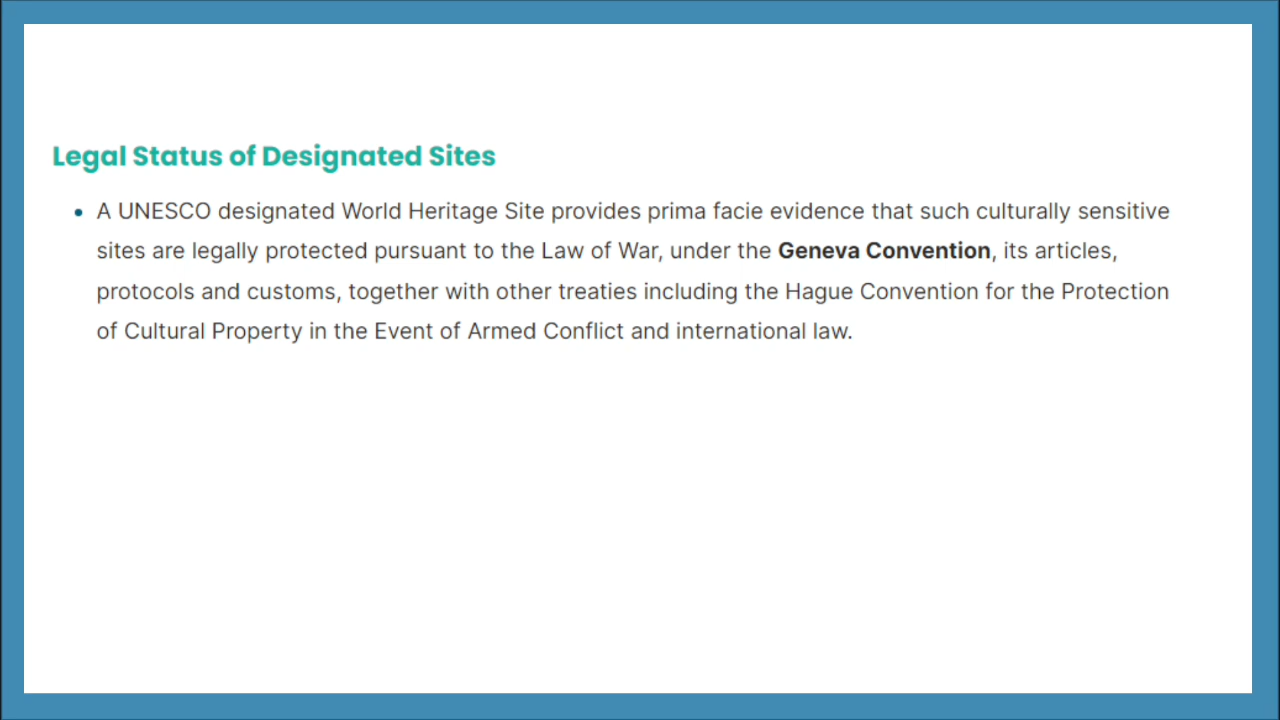 Legal Status of Designated Sites
• A UNESCO designated World Heritage Site provides prima facie evidence that such culturally sensitive
sites are legally protected pursuant to the Law of War, under the Geneva Convention, its articles,
protocols and customs, together with other treaties including the Hague Convention for the Protection
of Cultural Property in the Event of Armed Conflict and international law.